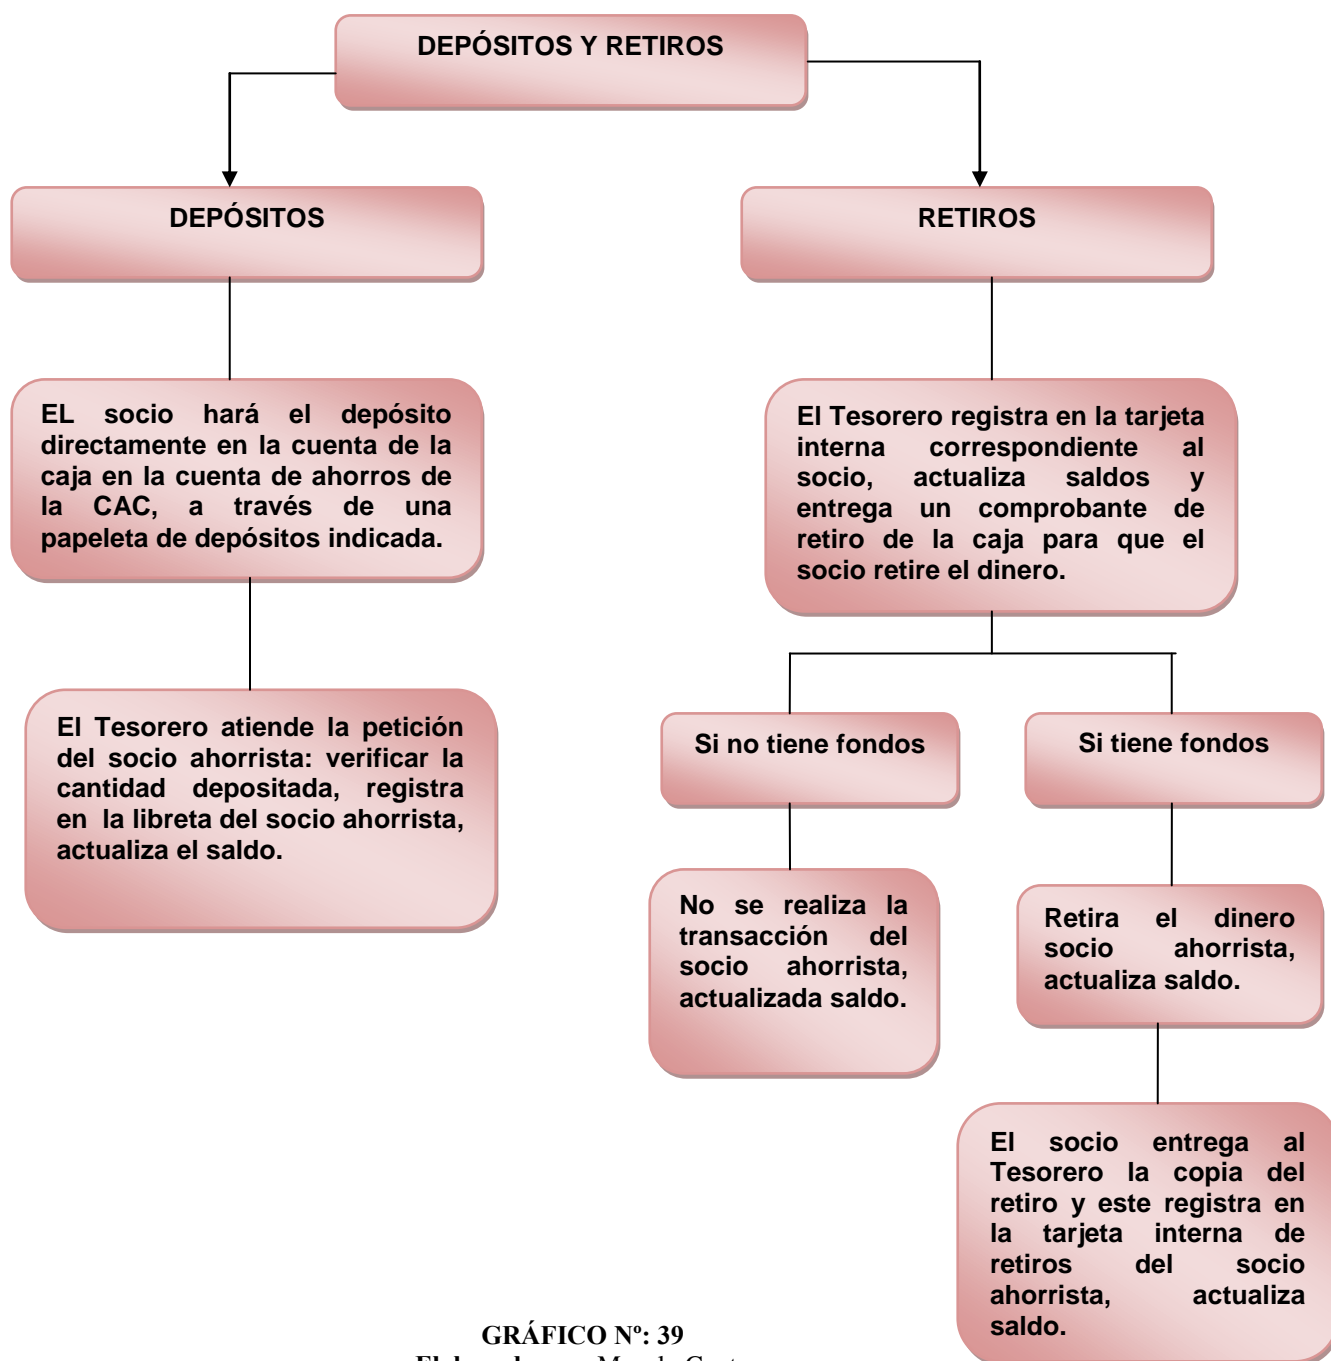 DEPÓSITOS Y RETIROS
DEPÓSITOS
RETIROS
EL socio hará el depósito
directamente en la cuenta de la
caja en la cuenta de ahorros de
la CAC, a través de una
papeleta de depósitos indicada.
El Tesorero atiende la petición
del socio ahorrista: verificar la
cantidad depositada, registra
en la libreta del socio ahorrista,
actualiza el saldo.
El Tesorero registra en la tarjeta
interna correspondiente al
socio, actualiza saldos y
entrega un comprobante de
retiro de la caja para que el
socio retire el dinero.
Si no tiene fondos
Si tiene fondos
No se realiza la
transacción del
socio ahorrista,
actualizada saldo.
Retira el dinero
socio ahorrista,
actualiza saldo.
El socio entrega al
Tesorero la copia del
retiro y este registra en
la tarjeta interna de
retiros del socio
ahorrista, actualiza
saldo.
GRÁFICO Nº: 39